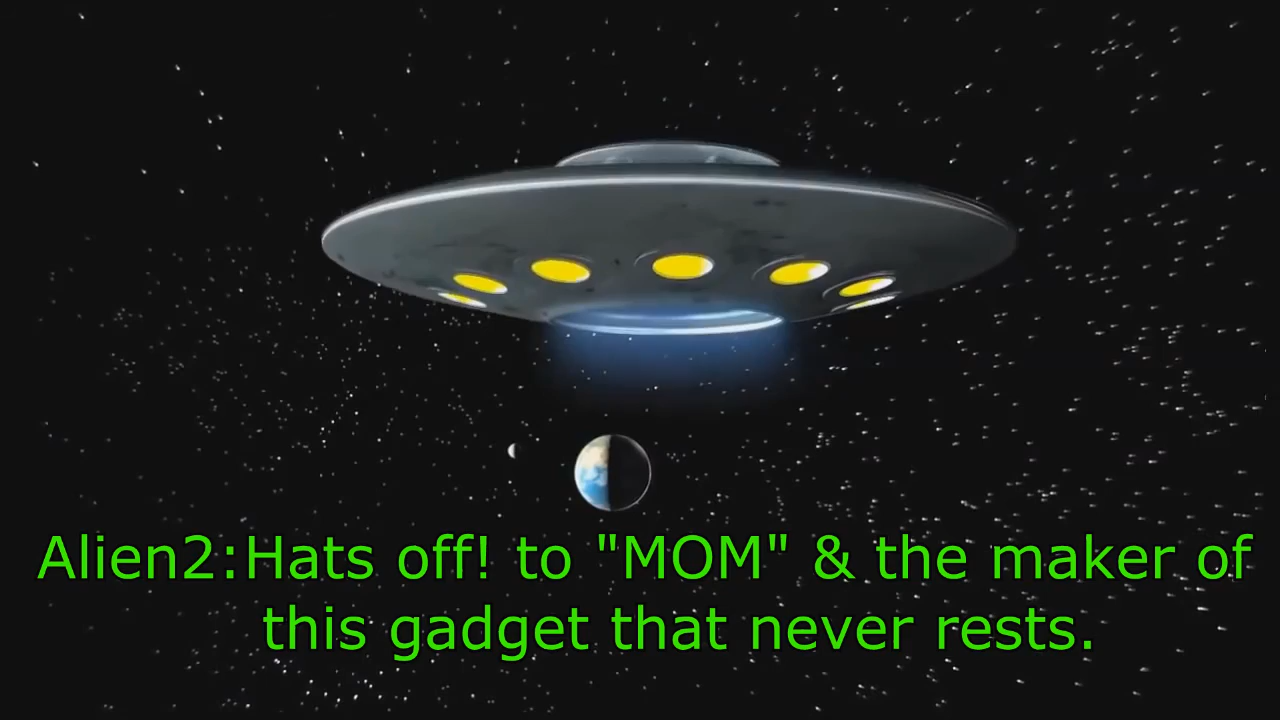 Alien2:Hats off! to "MOM" & the maker of
this gadget that never rests.